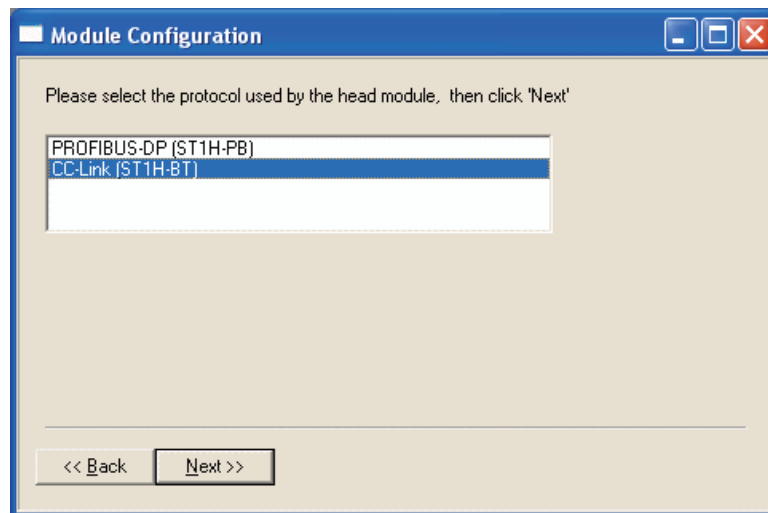 Module Configuration
Please select the protocol used by the head module, then click 'Next'
PROFIBUS-DP (ST1H-PB)
CC-Link (ST1H-BT)
<< Back
Next >>